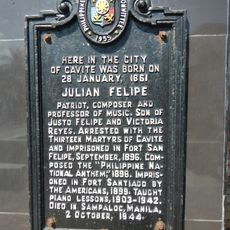 PHILIPPINE
COMMITTEE
1955
HERE IN THE CITY
OF CAVITE WAS BORN ON
28 JANUARY, 1861
JULIAN FELIPE
PATRIOT, COMPOSER AND
PROFESSOR OF MUSIC. SON OF
JUSTO FELIPE AND VICTORIA
REYES. ARRESTED WITH THE
THIRTEEN MARTYRS OF CAVITE
AND IMPRISONED IN FORT SAN
FELIPE, SEPTEMBER, 1896. COM-
POSED THE "PHILIPPINE NA-
TIONAL ANTHEM," 1898. IMPRIS-
ONED IN FORT SANTIAGO BY
THE AMERICANS, 1899. TAUGHT
PIANO LESSONS, 1903-1942.
DIED IN SAMPALOC, MANILA,
2 OCTOBER, 1944.